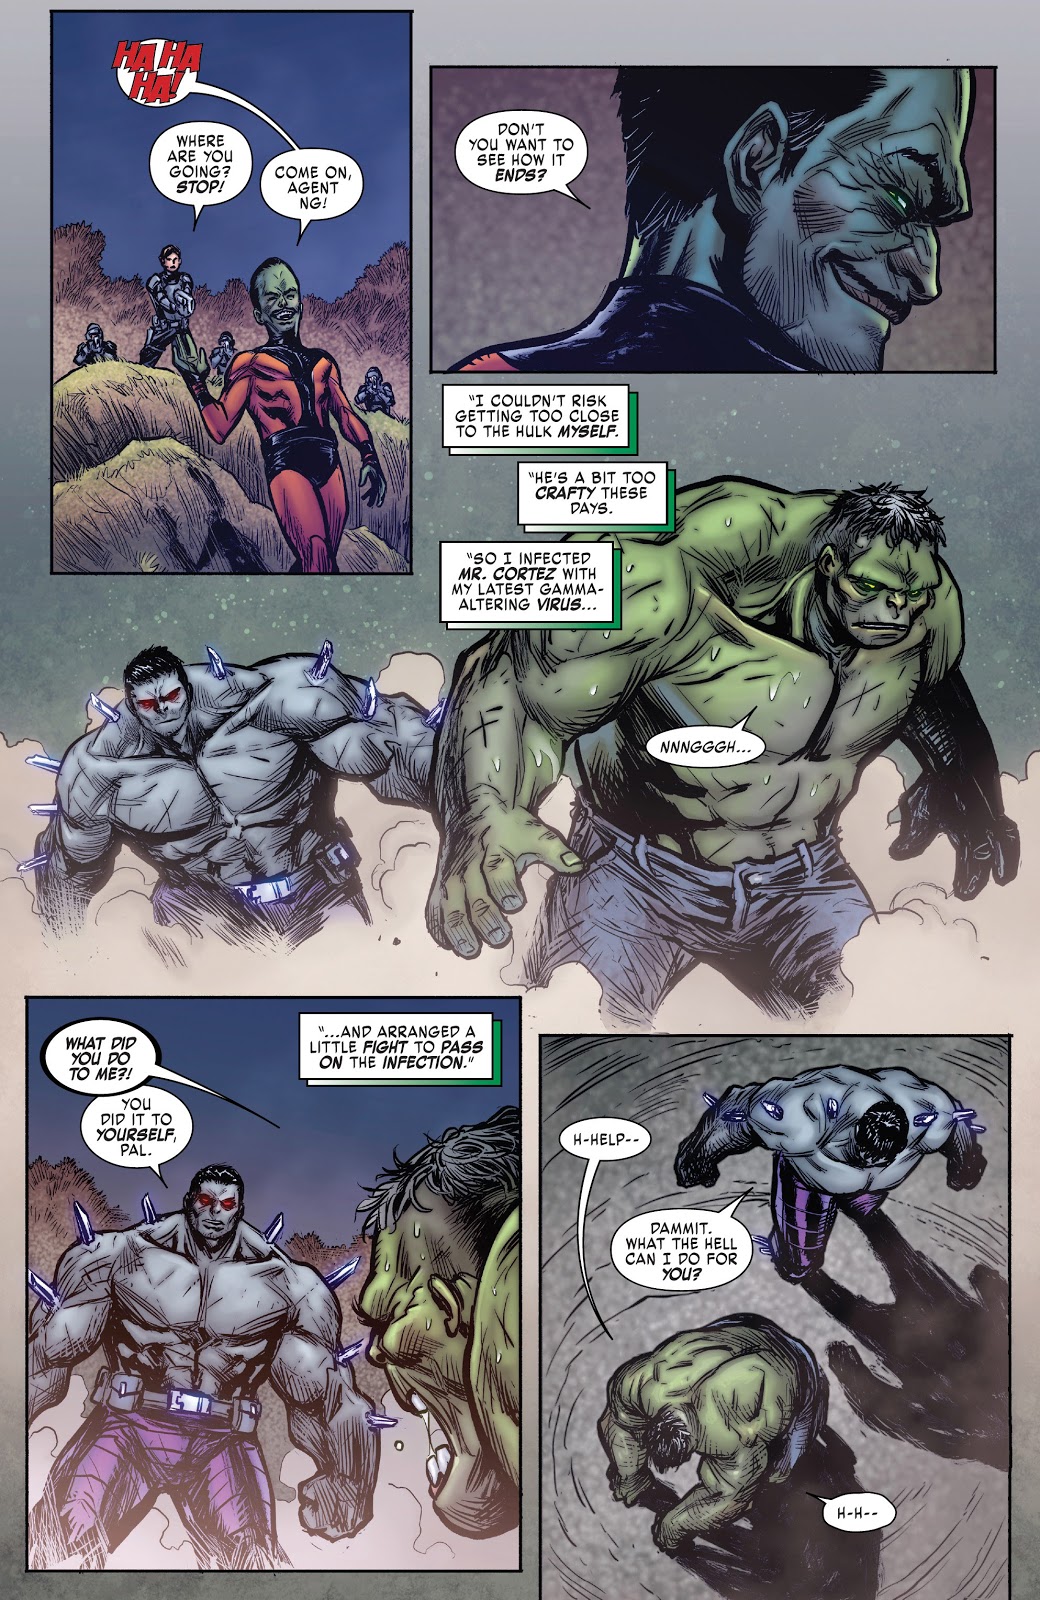 HA HA
HA!
WHERE
ARE YOU
GOING?
STOP!
COME ON,
AGENT
NG!
DON'T
YOU WANT TO
SEE HOW IT
ENDS?
"I COULDN'T RISK
GETTING TOO CLOSE
TO THE HULK MYSELF.
"HE'S A BIT TOO
CRAFTY THESE
DAYS.
"SO I INFECTED
MR. CORTEZ WITH
MY LATEST GAMMA-
ALTERING VIRUS...
NNNGGGH...
WHAT DID
YOU DO
TO ME?!
YOU
DID IT TO
YOURSELF,
PAL.
"...AND ARRANGED A
LITTLE FIGHT TO PASS
ON THE INFECTION."
H-HELP--
DAMMIT.
WHAT THE HELL
CAN I DO FOR
YOU?
H-H--